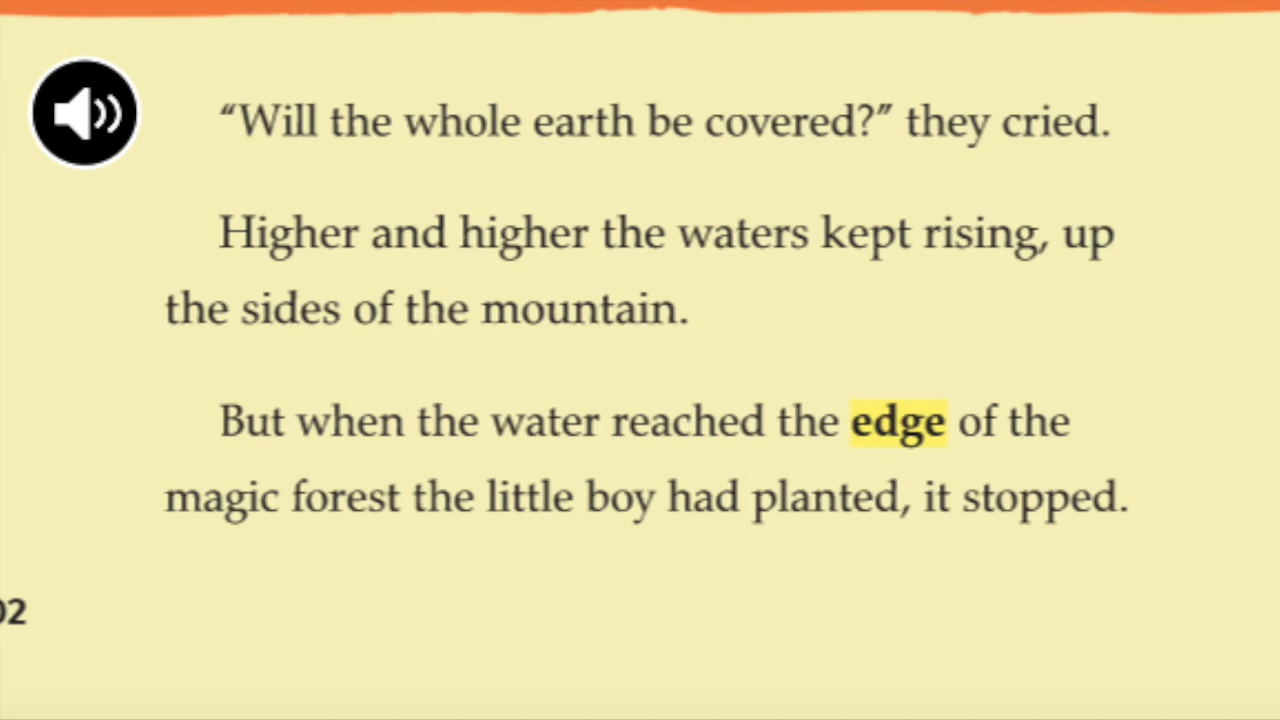 “Will the whole earth be covered?” they cried.
Higher and higher the waters kept rising, up
the sides of the mountain.
But when the water reached the edge of the
magic forest the little boy had planted, it stopped.
02